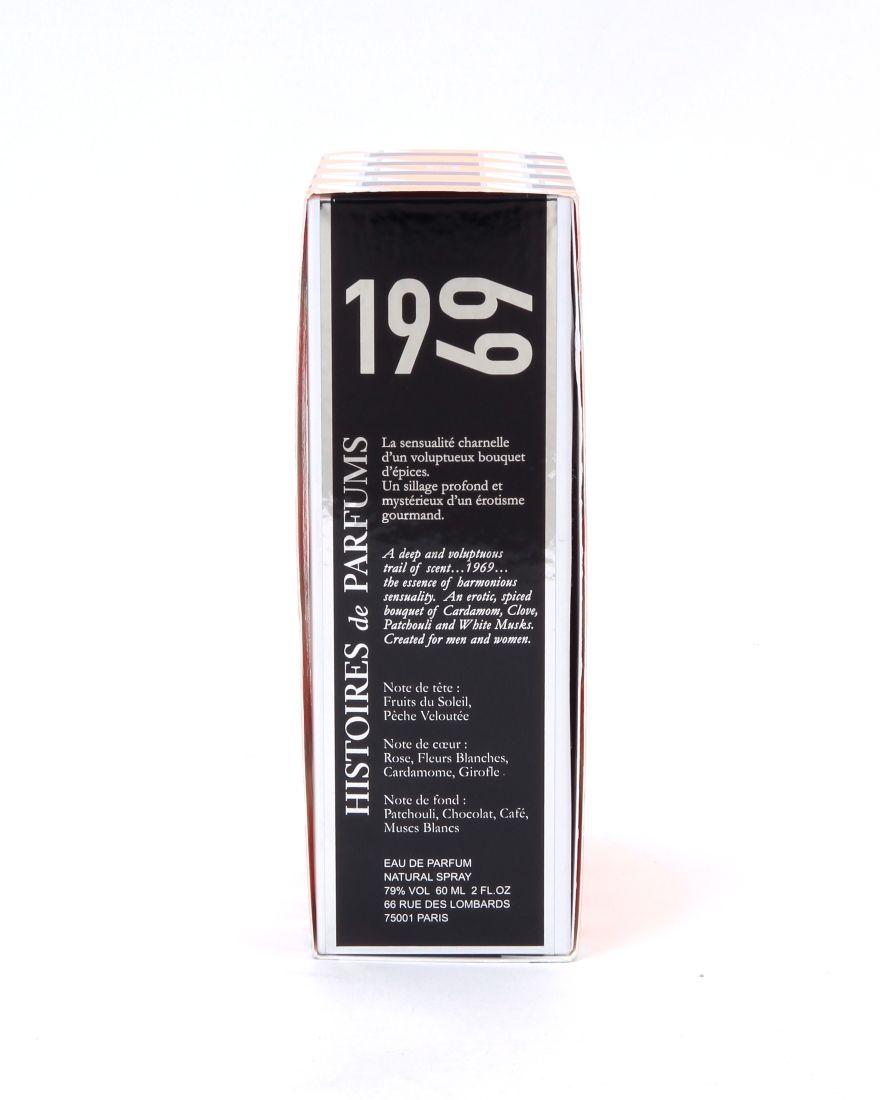 1969
HISTOIRES de PARFUMS
La sensualité charnelle
d'un voluptueux bouquet
d'épices.
Un sillage profond et
mystérieux d'un érotisme
gourmand.
A deep and voluptuous
trail of scent...1969...
the essence of harmonious
sensuality. An erotic, spiced
bouquet of Cardamom, Clove,
Patchouli and White Musks.
Created for men and women.
Note de tête :
Fruits du Soleil,
Pêche Veloutée
Note de cœur :
Rose, Fleurs Blanches,
Cardamome, Girofle
Note de fond :
Patchouli, Chocolat, Café,
Muscs Blancs
EAU DE PARFUM
NATURAL SPRAY
79% VOL 60 ML 2 FL.OZ
66 RUE DES LOMBARDS
75001 PARIS